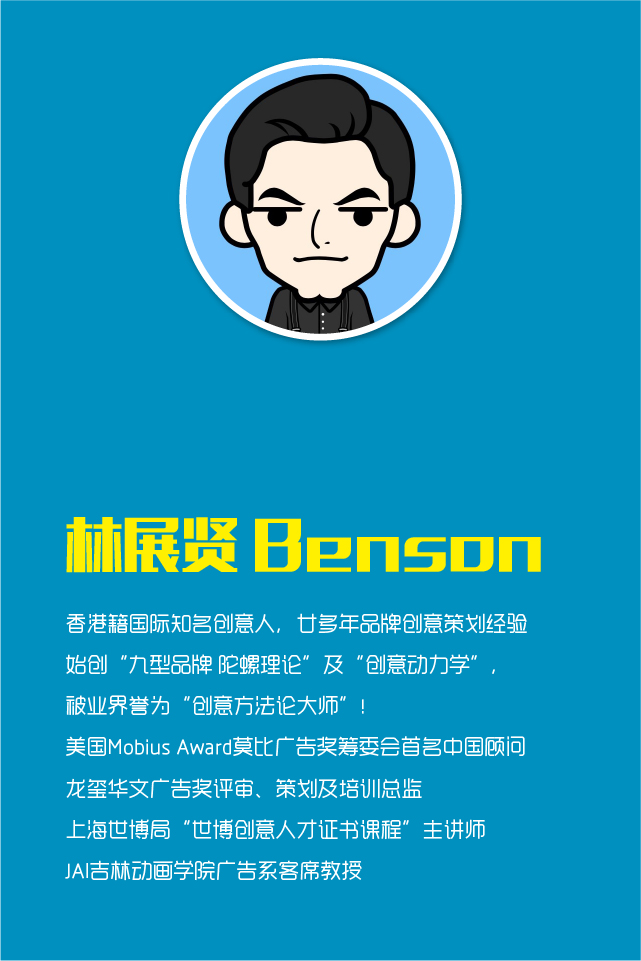 林展贤 Benson
香港籍国际知名创意人，廿多年品牌创意策划经验
始创“九型品牌 陀螺理论”及“创意动力学”，
被业界誉为“创意方法论大师”！
美国Mobius Award莫比广告奖筹委会首名中国顾问
龙玺华文广告奖评审、策划及培训总监
上海世博局“世博创意人才证书课程”主讲师
JAI吉林动画学院广告系客席教授